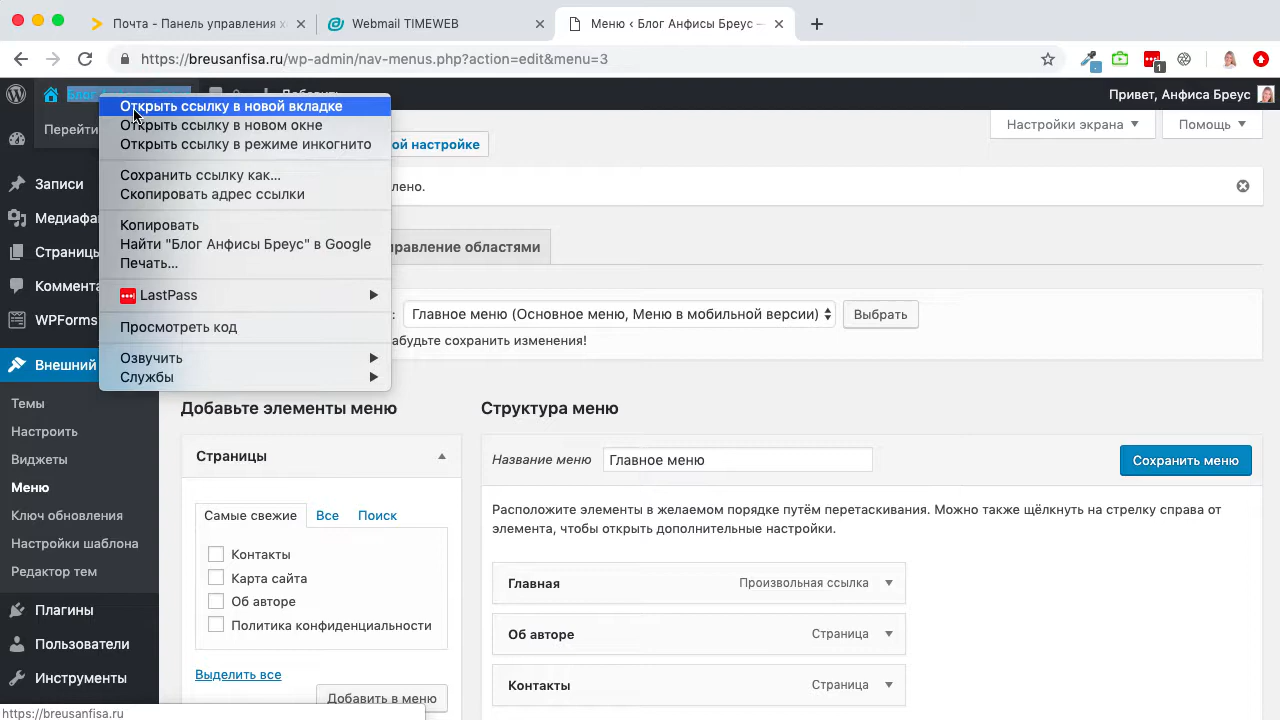 Почта - Панель управления х
Webmail TIMEWEB
Меню ‹ Блог Анфисы Бреус —
https://breusanfisa.ru/wp-admin/nav-menus.php?action=edit&menu=3
1
Добавить
Привет, Анфиса Бреус
Перейти
Открыть ссылку в новой вкладке
Открыть ссылку в новом окне
Открыть ссылку в режиме инкогнито
Сохранить ссылку как...
Скопировать адрес ссылки
Копировать
Найти "Блог Анфисы Бреус" в Google
Печать...
LastPass
Просмотреть код
Озвучить
Службы
Настройки экрана
Помощь
ой настройке
лено.
правление областями
: Главное меню (Основное меню, Меню в мобильной версии)
Выбрать
абудьте сохранить изменения!
Записи
Медиафа
Страницы
Коммента
WPForms
Внешний
Темы
Настроить
Виджеты
Меню
Ключ обновления
Настройки шаблона
Редактор тем
Плагины
Пользователи
Инструменты
Добавьте элементы меню
Страницы
Самые свежие
Все
Поиск
Контакты
Карта сайта
Об авторе
Политика конфиденциальности
Выделить все
Добавить в меню
Структура меню
Название меню
Главное меню
Сохранить меню
Расположите элементы в желаемом порядке путём перетаскивания. Можно также щёлкнуть на стрелку справа от
элемента, чтобы открыть дополнительные настройки.
Главная
Произвольная ссылка
Об авторе
Страница
Контакты
Страница
https://breusanfisa.ru